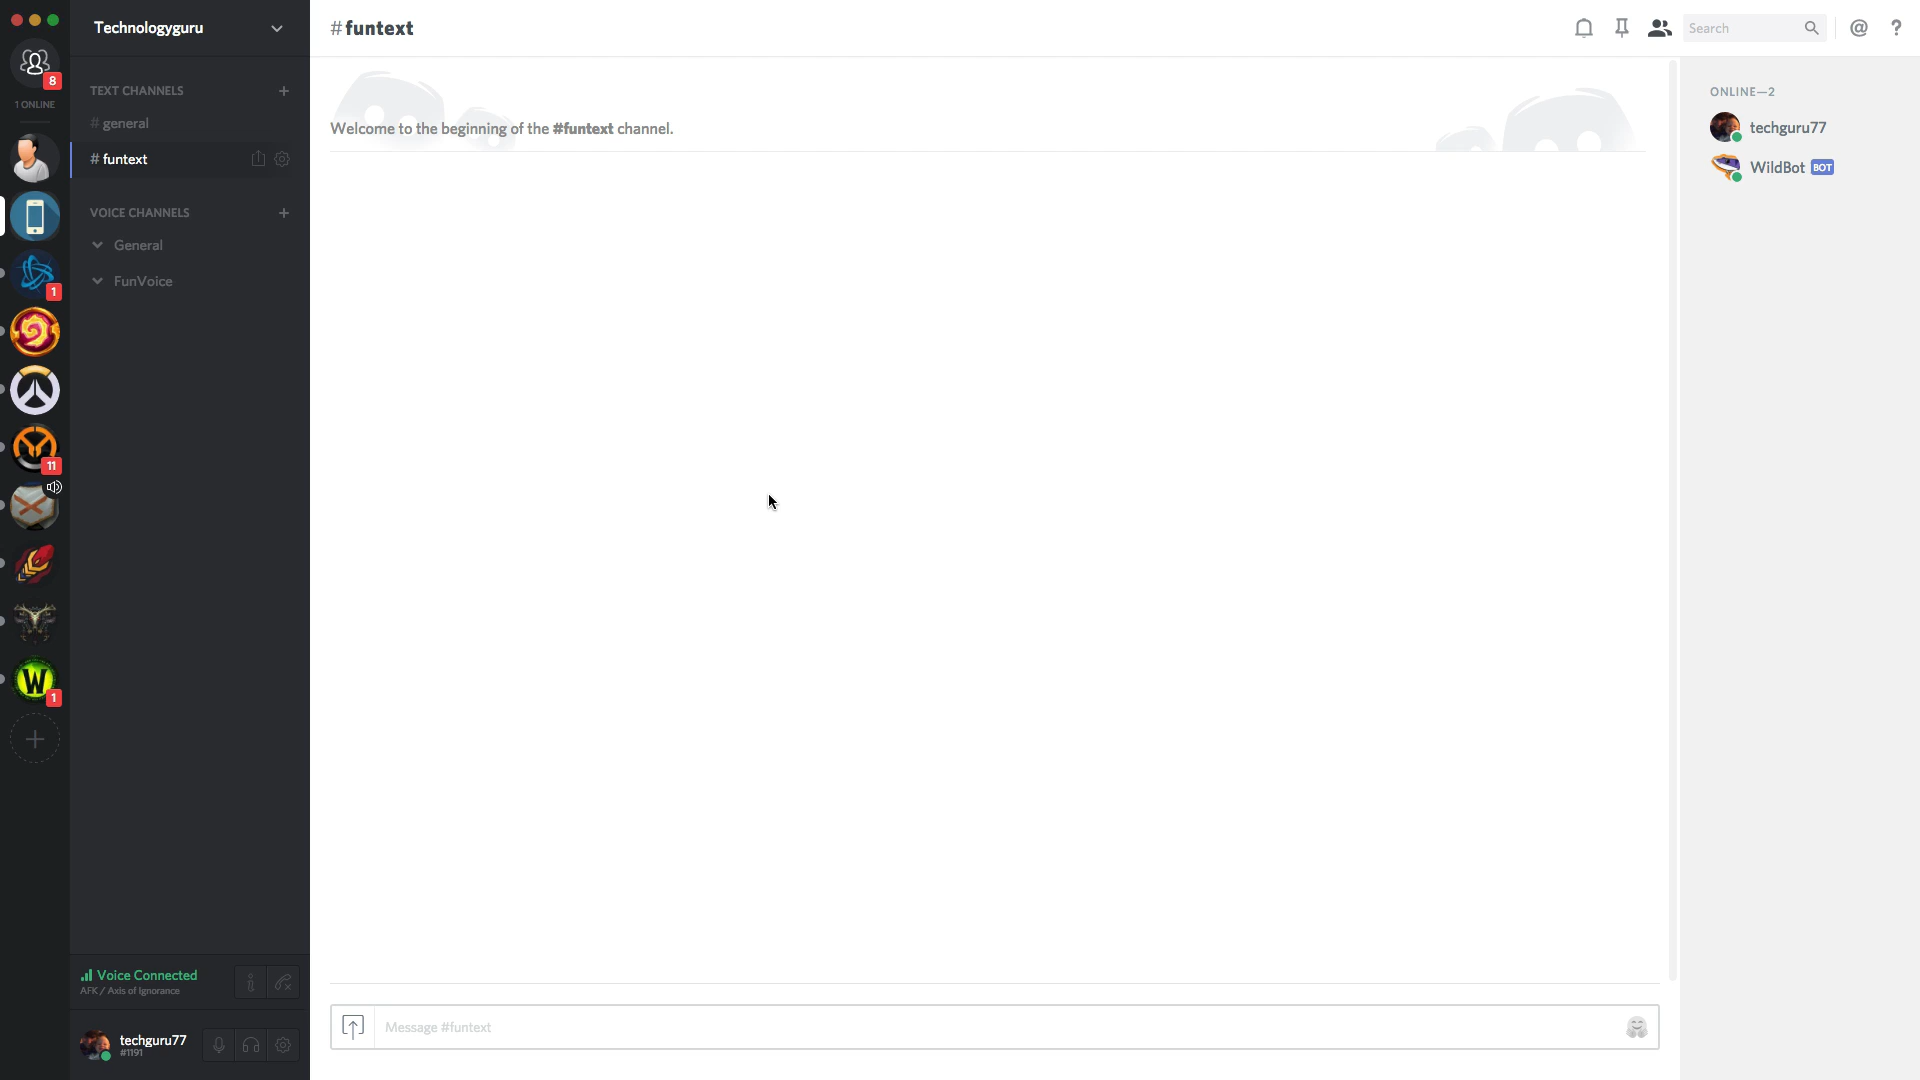 Technologyguru
#funtext
Search
@
?
8
1 ONLINE
TEXT CHANNELS
# general
# funtext
VOICE CHANNELS
General
FunVoice
1
11
W
1
Welcome to the beginning of the #funtext channel.
ONLINE—2
techguru77
WildBot BOT
Voice Connected
AFK / Axis of Ignorance
techguru77
#1191
Message #funtext